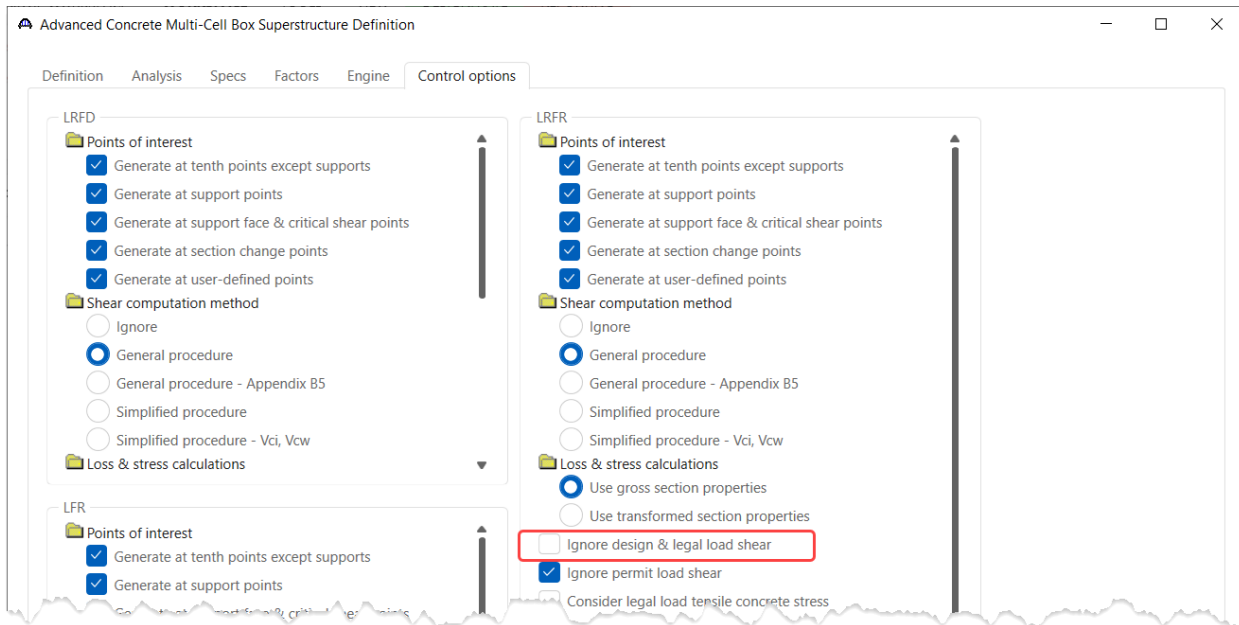 Advanced Concrete Multi-Cell Box Superstructure Definition
Definition Analysis Specs Factors Engine Control options
LRFD
Points of interest
Generate at tenth points except supports
Generate at support points
Generate at support face & critical shear points
Generate at section change points
Generate at user-defined points
Shear computation method
Ignore
General procedure
General procedure - Appendix B5
Simplified procedure
Simplified procedure - Vci, Vcw
Loss & stress calculations
LFR
Points of interest
Generate at tenth points except supports
Generate at support points
LRFR
Points of interest
Generate at tenth points except supports
Generate at support points
Generate at support face & critical shear points
Generate at section change points
Generate at user-defined points
Shear computation method
Ignore
General procedure
General procedure - Appendix B5
Simplified procedure
Simplified procedure - Vci, Vcw
Loss & stress calculations
Use gross section properties
Use transformed section properties
Ignore design & legal load shear
Ignore permit load shear
Consider legal load tensile concrete stress